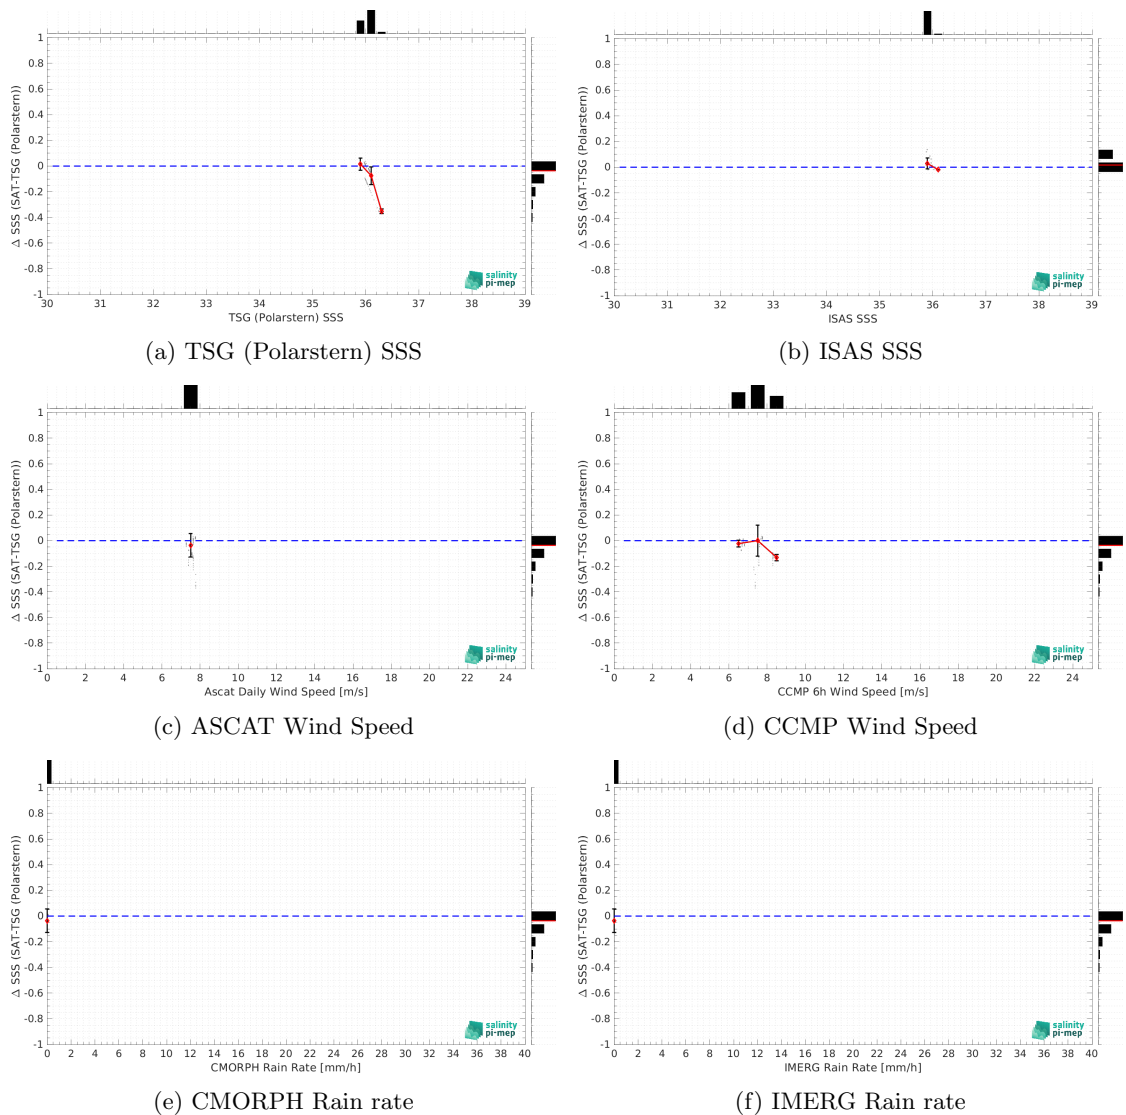 1
0.8
0.6
0.4
0.2
0
-0.2
-0.4
-0.6
-0.8
-1
Δ SSS (SAT-TSG (Polarstern))
30 31 32 33 34 35 36 37 38 39
TSG (Polarstern) SSS
salinity
pi-mep
(a) TSG (Polarstern) SSS
1
0.8
0.6
0.4
0.2
0
-0.2
-0.4
-0.6
-0.8
-1
Δ SSS (SAT-TSG (Polarstern))
30 31 32 33 34 35 36 37 38 39
ISAS SSS
salinity
pi-mep
(b) ISAS SSS
1
0.8
0.6
0.4
0.2
0
-0.2
-0.4
-0.6
-0.8
-1
Δ SSS (SAT-TSG (Polarstern))
0 2 4 6 8 10 12 14 16 18 20 22 24
Ascat Daily Wind Speed [m/s]
salinity
pi-mep
(c) ASCAT Wind Speed
1
0.8
0.6
0.4
0.2
0
-0.2
-0.4
-0.6
-0.8
-1
Δ SSS (SAT-TSG (Polarstern))
0 2 4 6 8 10 12 14 16 18 20 22 24
CCMP 6h Wind Speed [m/s]
salinity
pi-mep
(d) CCMP Wind Speed
1
0.8
0.6
0.4
0.2
0
-0.2
-0.4
-0.6
-0.8
-1
Δ SSS (SAT-TSG (Polarstern))
0 2 4 6 8 10 12 14 16 18 20 22 24 26 28 30 32 34 36 38 40
CMORPH Rain Rate [mm/h]
salinity
pi-mep
(e) CMORPH Rain rate
1
0.8
0.6
0.4
0.2
0
-0.2
-0.4
-0.6
-0.8
-1
Δ SSS (SAT-TSG (Polarstern))
0 2 4 6 8 10 12 14 16 18 20 22 24 26 28 30 32 34 36 38 40
IMERG Rain Rate [mm/h]
salinity
pi-mep
(f) IMERG Rain rate